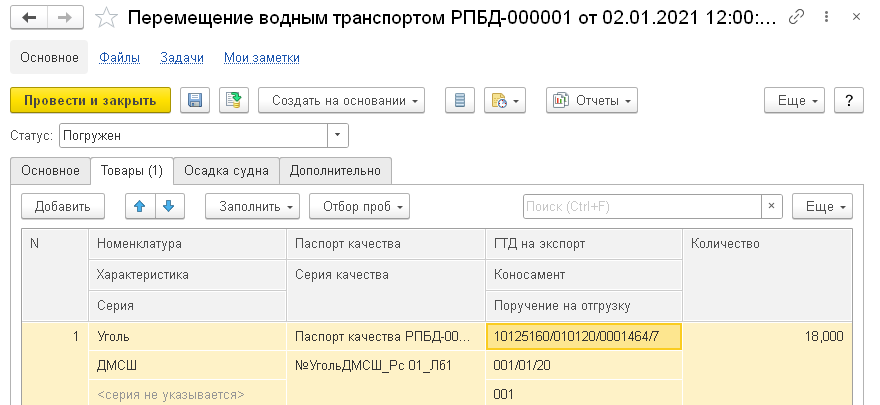 Перемещение водным транспортом РПБД-000001 от 02.01.2021 12:00:...
Основное Файлы Задачи Мои заметки
Провести и закрыть Создать на основании Отчеты Еще ?
Статус: Погружен
Основное Товары (1) Осадка судна Дополнительно
Добавить Заполнить Отбор проб Поиск (Ctrl+F) × Еще
N Номенклатура Паспорт качества ГТД на экспорт Количество
Характеристика Серия качества Коносамент
Серия Поручение на отгрузку
1 Уголь Паспорт качества РПБД-00... 10125160/010120/0001464/7 18,000
ДМСШ №УгольДМСШ_Рс 01_Лб1 001/01/20
<серия не указывается> 001